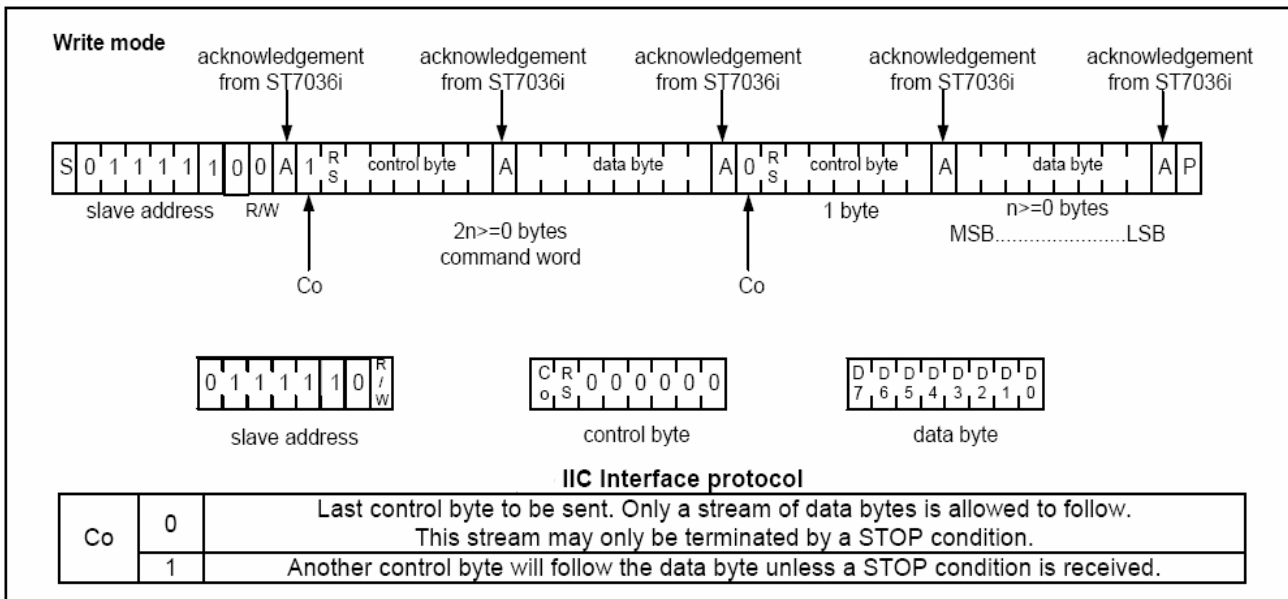 Write mode
acknowledgement from ST7036i
acknowledgement from ST7036i
acknowledgement from ST7036i
acknowledgement from ST7036i
acknowledgement from ST7036i
S 0 1 1 1 1 1 0 0 A 1 RS control byte A data byte A 0 RS control byte A data byte A P
slave address R/W 1 byte n>=0 bytes
2n>=0 bytes MSB.......................LSB
command word
Co Co
0 1 1 1 1 1 0 R/W Co RS 0 0 0 0 0 0 D7 D6 D5 D4 D3 D2 D1 D0
slave address control byte data byte
IIC Interface protocol
Co 0 Last control byte to be sent. Only a stream of data bytes is allowed to follow.
This stream may only be terminated by a STOP condition.
1 Another control byte will follow the data byte unless a STOP condition is received.